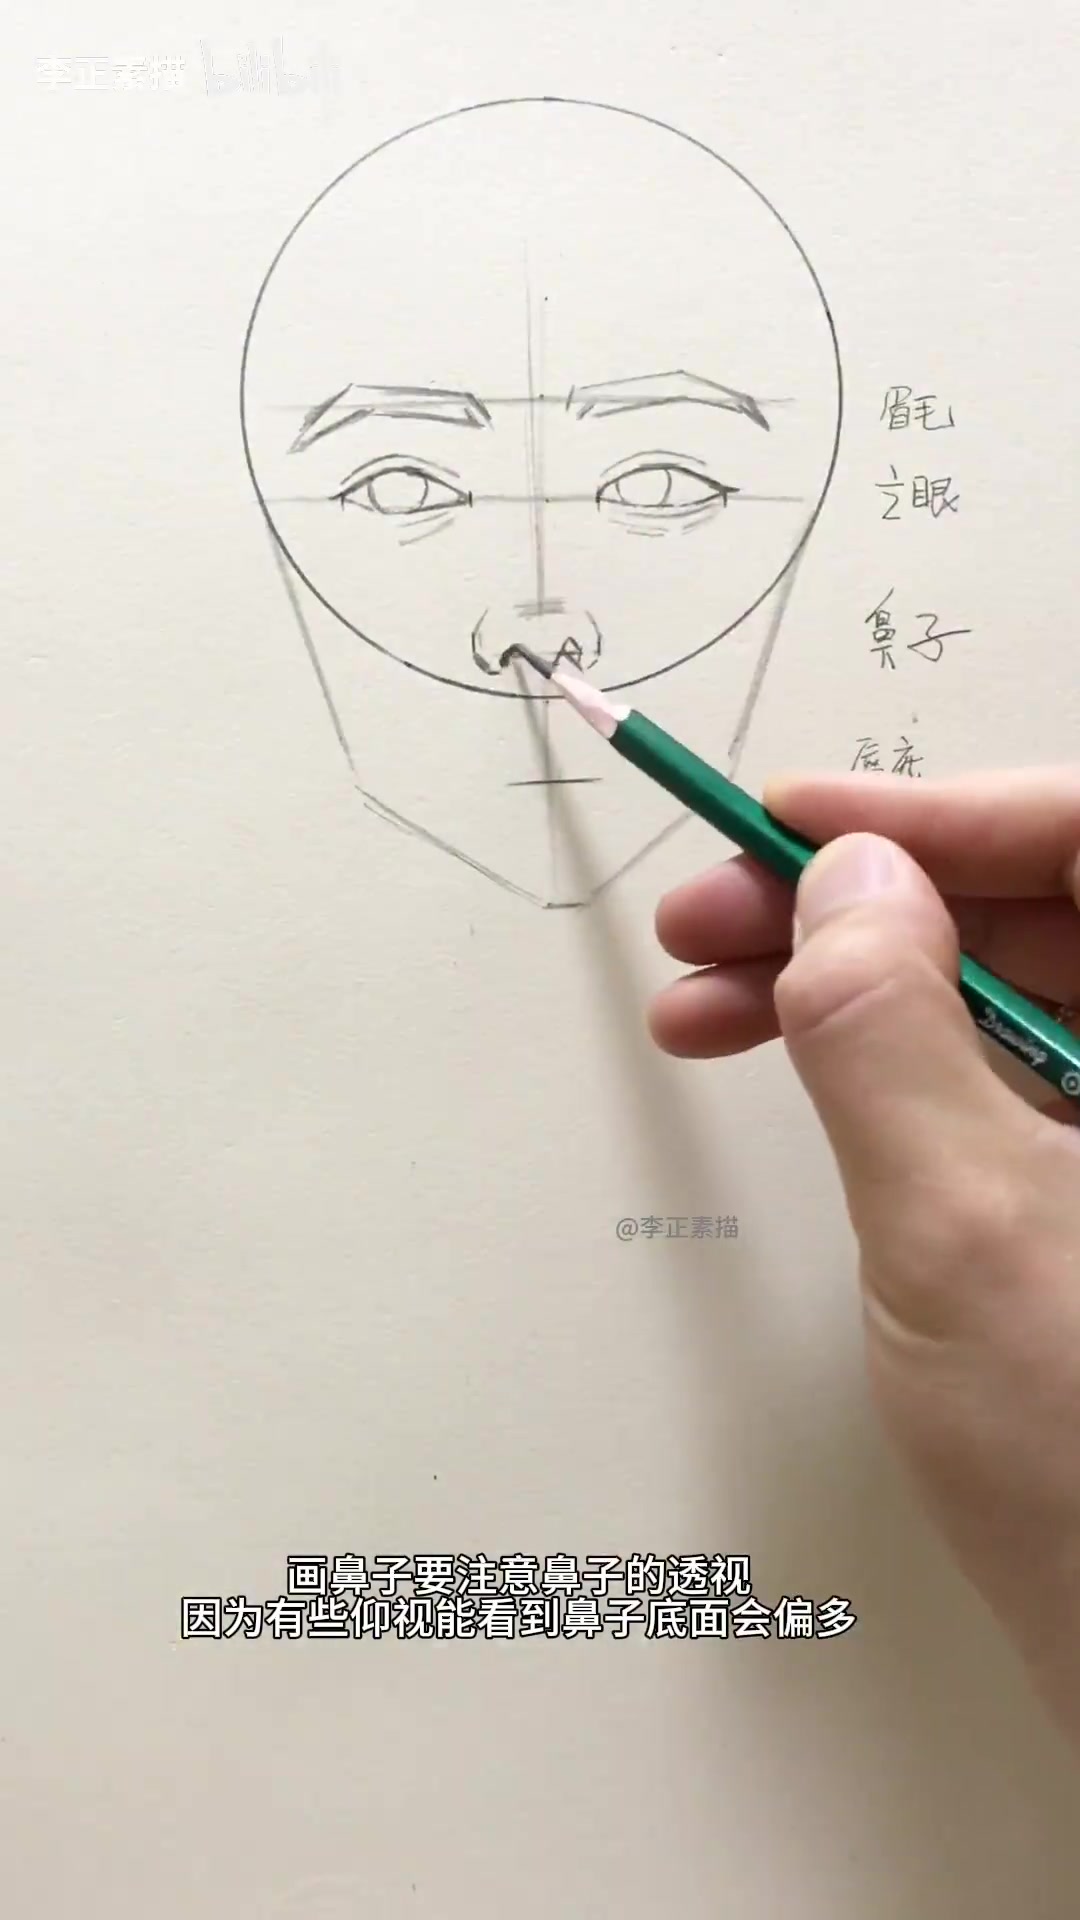 李正素描 bilibili
眉毛
立眼
鼻子
唇底
Drawing
@李正素描
画鼻子要注意鼻子的透视
因为有些仰视能看到鼻子底面会偏多